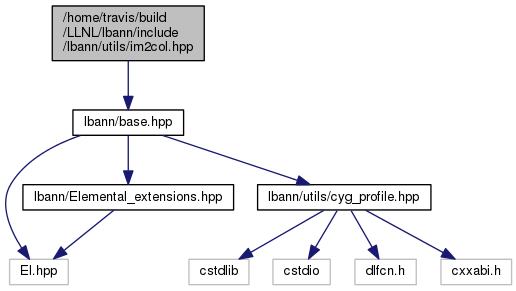 /home/travis/build
/LLNL/lbann/include
/lbann/utils/im2col.hpp
lbann/base.hpp
lbann/Elemental_extensions.hpp
lbann/utils/cyg_profile.hpp
El.hpp
cstdlib
cstdio
dlfcn.h
cxxabi.h